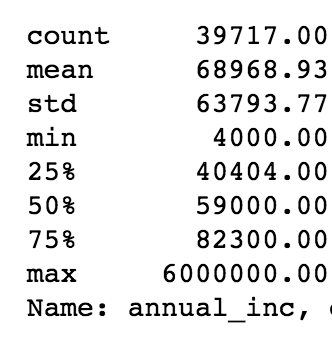 count 39717.00
mean 68968.93
std 63793.77
min 4000.00
25% 40404.00
50% 59000.00
75% 82300.00
max 6000000.00
Name: annual_inc,